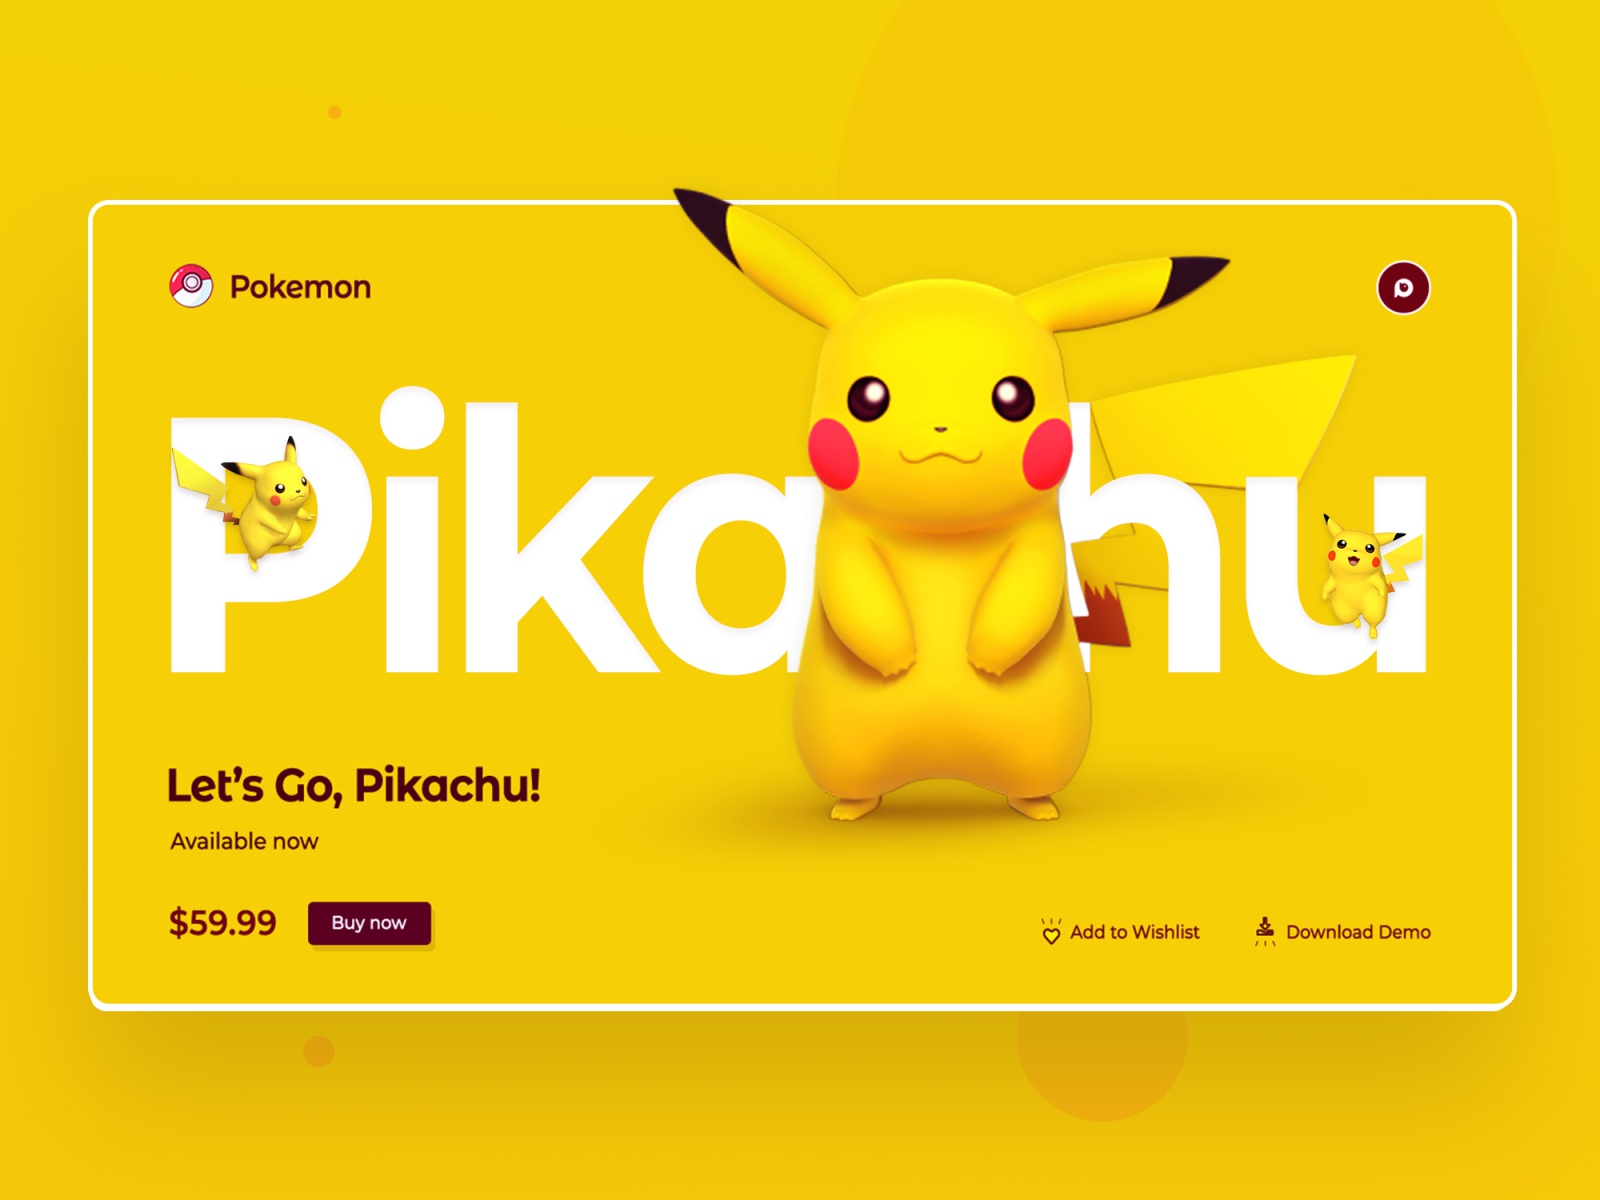 Pokemon
Pikachu
Let's Go, Pikachu!
Available now
$59.99
Buy now
Add to Wishlist
Download Demo